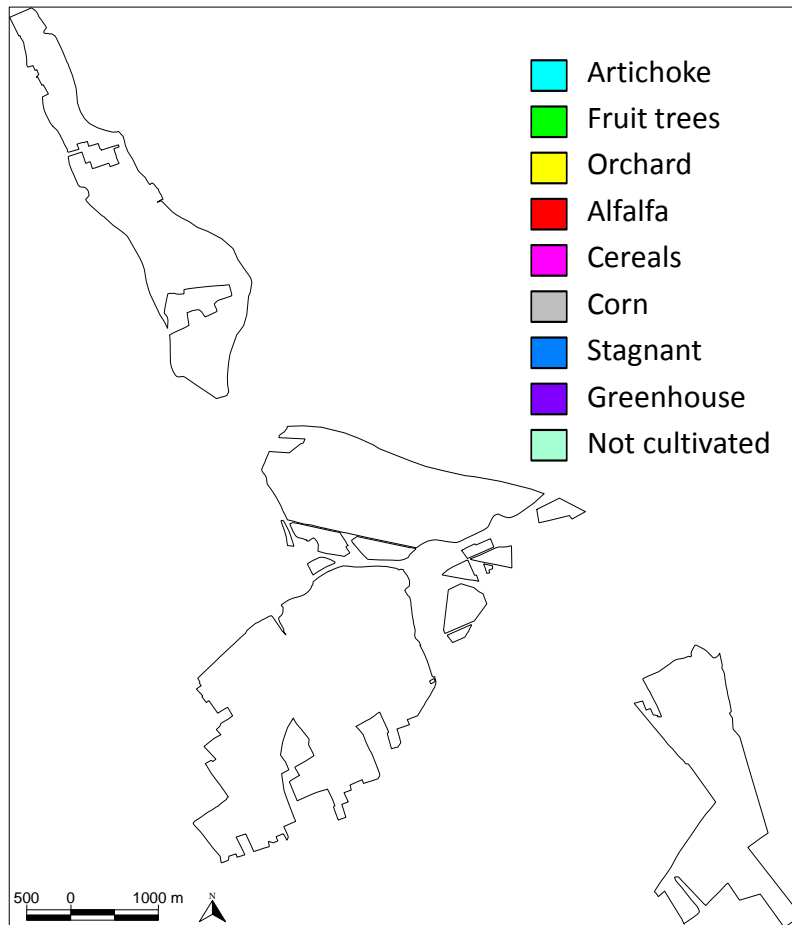 Artichoke
Fruit trees
Orchard
Alfalfa
Cereals
Corn
Stagnant
Greenhouse
Not cultivated
500 0 1000 m
N